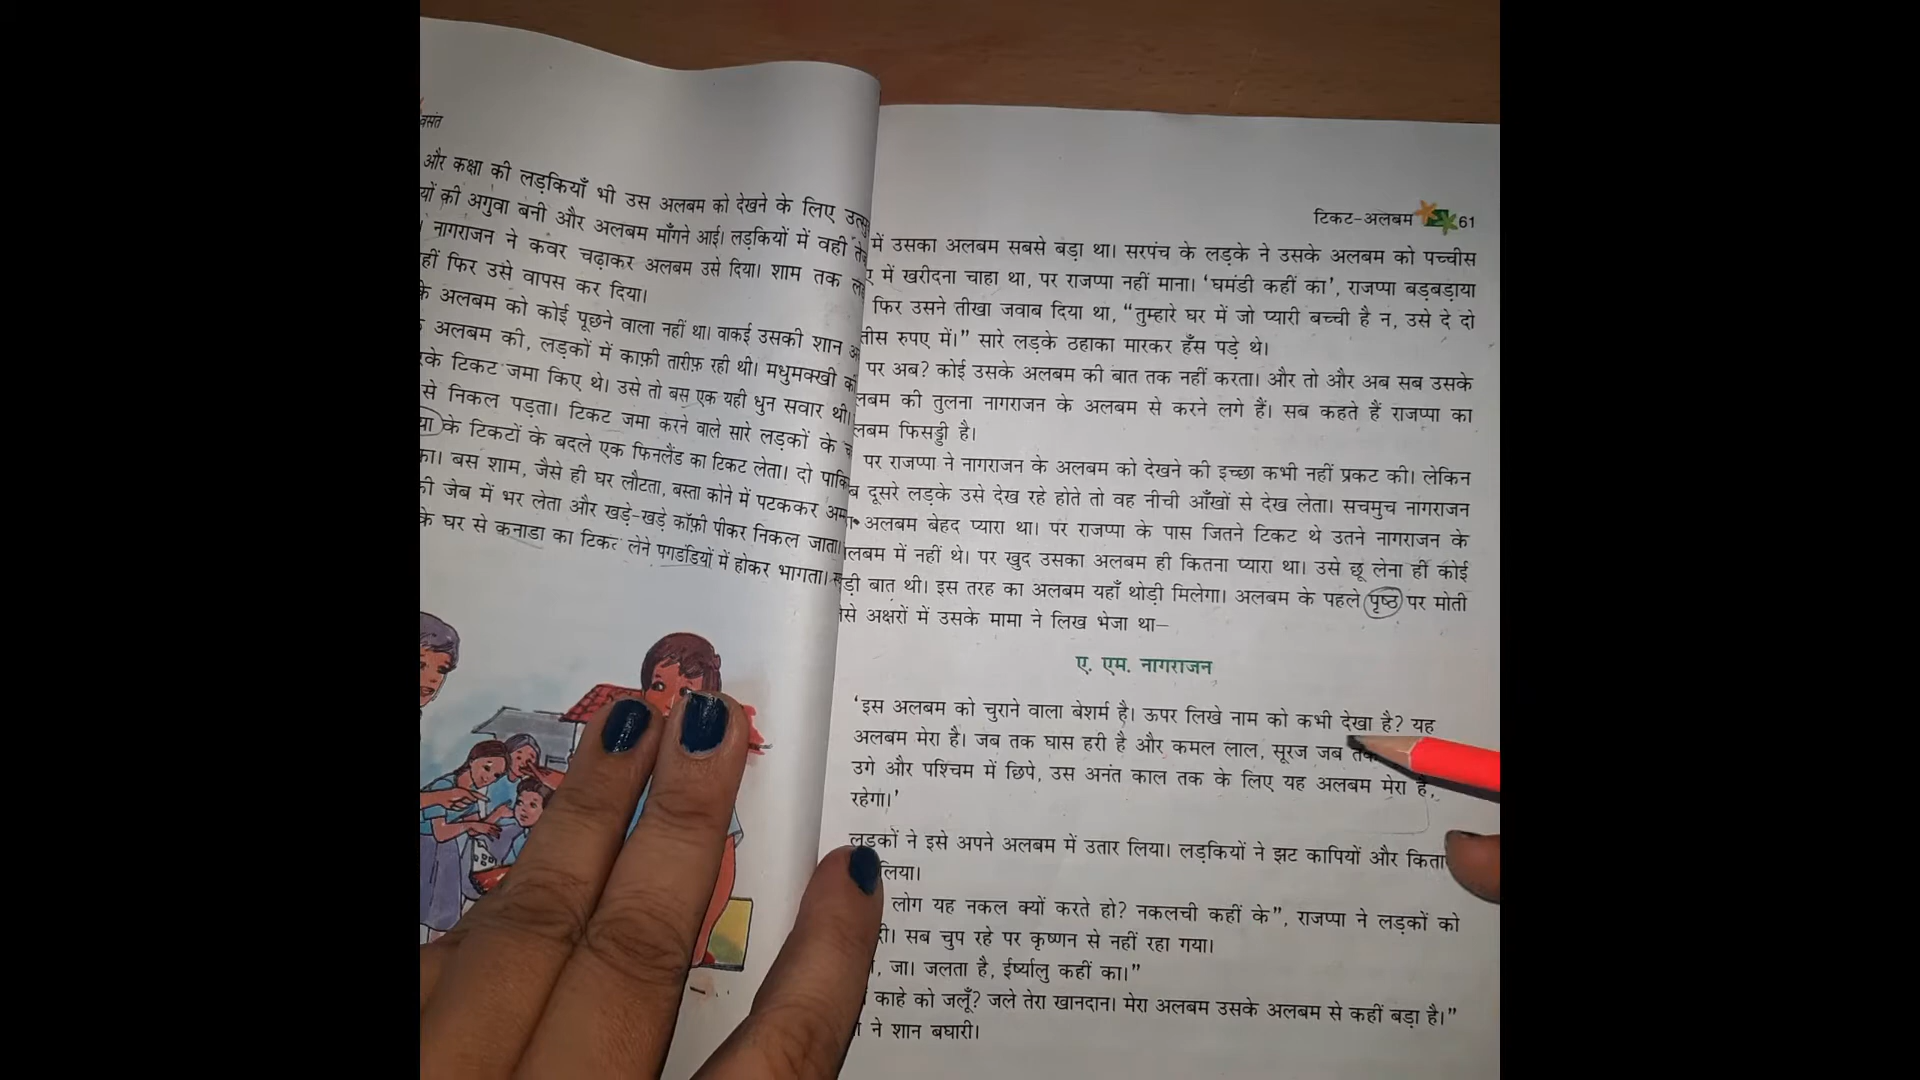 वसंत
और कक्षा की लड़कियाँ भी उस अलबम को देखने के लिए
की अगुवा बनी और अलबम माँगने आई। लड़कियों में वही
नागराजन ने कवर चढ़ाकर अलबम उसे दिया। शाम तक
फिर उसे वापस कर दिया।
के अलबम को कोई पूछने वाला नहीं था। वाकई उसकी शान
अलबम की, लड़कों में काफ़ी तारीफ़ रही थी। मधुमक्खी
टिकट जमा किए थे। उसे तो बस एक यही धुन सवार थी।
से निकल पड़ता। टिकट जमा करने वाले सारे लड़कों के
के टिकटों के बदले एक फिनलैंड का टिकट लेता। दो
बस शाम, जैसे ही घर लौटता, बस्ता कोने में पटककर
की जेब में भर लेता और खड़े-खड़े कॉफ़ी पीकर निकल जाता।
के घर से कनाडा का टिकट लेने पगडंडियों में होकर भागता।
टिकट-अलबम 61
में उसका अलबम सबसे बड़ा था। सरपंच के लड़के ने उसके अलबम को पच्चीस
में खरीदना चाहा था, पर राजप्पा नहीं माना। ‘घमंडी कहीं का’, राजप्पा बड़बड़ाया
फिर उसने तीखा जवाब दिया था, “तुम्हारे घर में जो प्यारी बच्ची है न, उसे दे दो
तीस रुपए में।” सारे लड़के ठहाका मारकर हँस पड़े थे।
पर अब? कोई उसके अलबम की बात तक नहीं करता। और तो और अब सब उसके
लबम की तुलना नागराजन के अलबम से करने लगे हैं। सब कहते हैं राजप्पा का
लबम फिसड्डी है।
पर राजप्पा ने नागराजन के अलबम को देखने की इच्छा कभी नहीं प्रकट की। लेकिन
ब दूसरे लड़के उसे देख रहे होते तो वह नीची आँखों से देख लेता। सचमुच नागराजन
अलबम बेहद प्यारा था। पर राजप्पा के पास जितने टिकट थे उतने नागराजन के
लबम में नहीं थे। पर खुद उसका अलबम ही कितना प्यारा था। उसे छू लेना ही कोई
ड़ी बात थी। इस तरह का अलबम यहाँ थोड़ी मिलेगा। अलबम के पहले पृष्ठ पर मोती
से अक्षरों में उसके मामा ने लिख भेजा था–
ए. एम. नागराजन
‘इस अलबम को चुराने वाला बेशर्म है। ऊपर लिखे नाम को कभी देखा है? यह
अलबम मेरा है। जब तक घास हरी है और कमल लाल, सूरज जब तक
उगे और पश्चिम में छिपे, उस अनंत काल तक के लिए यह अलबम मेरा है,
रहेगा।’
लड़कों ने इसे अपने अलबम में उतार लिया। लड़कियों ने झट कापियों और
लिया।
लोग यह नकल क्यों करते हो? नकलची कहीं के”, राजप्पा ने लड़कों को
सब चुप रहे पर कृष्णन से नहीं रहा गया।
जा। जलता है, ईर्ष्यालु कहीं का।”
काहे को जलूँ? जले तेरा खानदान। मेरा अलबम उसके अलबम से कहीं बड़ा है।”
ने शान बघारी।